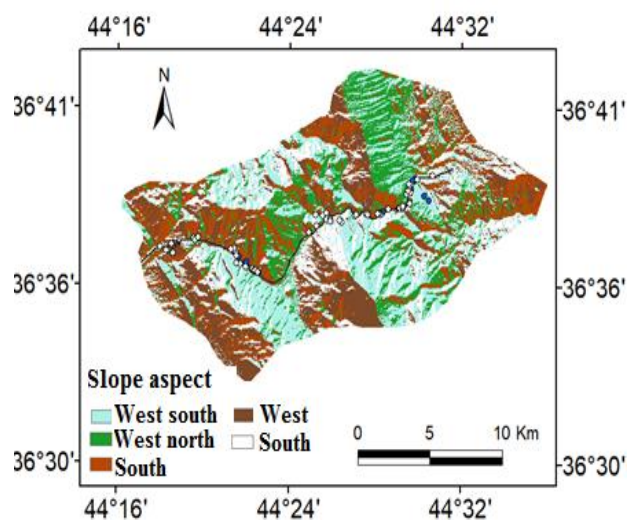 44°16' 44°24' 44°32'
N
36°41' 36°41'
36°36' 36°36'
Slope aspect
West south West
West north South
South
0 5 10 Km
36°30' 36°30'
44°16' 44°24' 44°32'